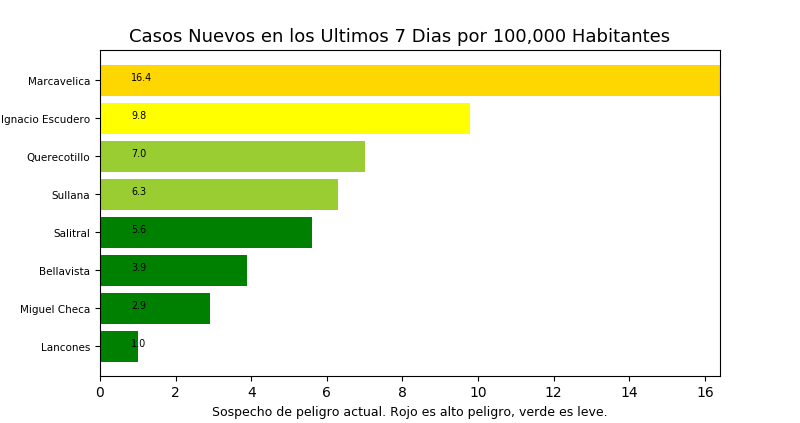 Casos Nuevos en los Ultimos 7 Dias por 100,000 Habitantes
Marcavelica 16.4
Ignacio Escudero 9.8
Querecotillo 7.0
Sullana 6.3
Salitral 5.6
Bellavista 3.9
Miguel Checa 2.9
Lancones 1.0
0 2 4 6 8 10 12 14 16
Sospecho de peligro actual. Rojo es alto peligro, verde es leve.